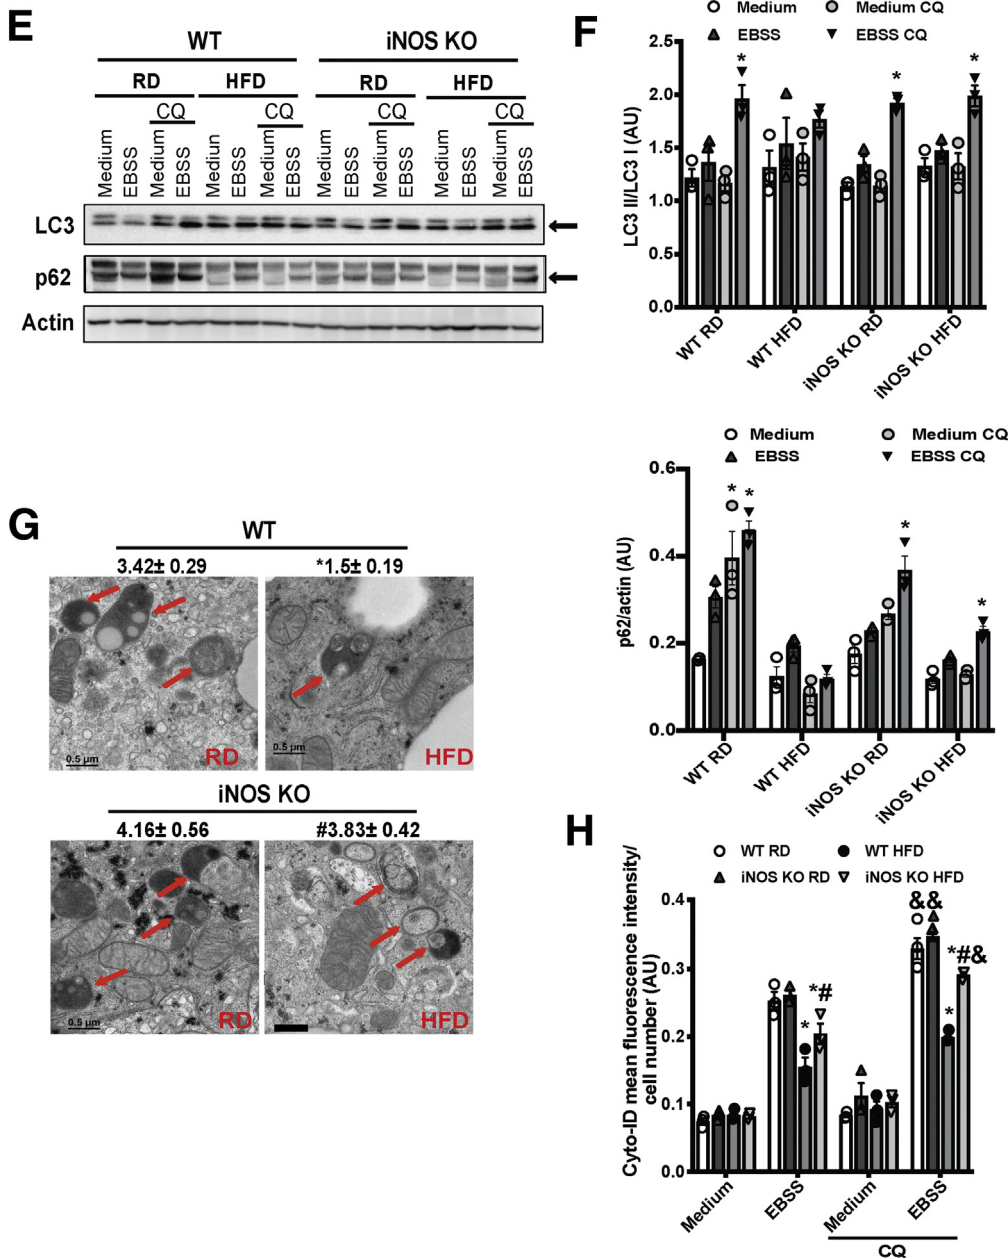 E
WT
iNOS KO
RD
HFD
RD
HFD
CQ
CQ
CQ
CQ
Medium
EBSS
Medium
EBSS
Mediun
EBSS
Medium
EBSS
Medium
EBSS
Medium
EBSS
Medium
EBSS
Medium
EBSS
LC3
p62
Actin
F
Medium
Medium CQ
EBSS
EBSS CQ
LC3 II/LC3 I (AU)
2.5
2.0
1.5
1.0
0.5
0.0
*
*
*
WT RD
WT HFD
iNOS KO RD
iNOS KO HFD
Medium
Medium CQ
EBSS
EBSS CQ
p62/actin (AU)
0.6
0.4
0.2
0.0
*
*
*
*
WT RD
WT HFD
iNOS KO RD
iNOS KO HFD
G
WT
3.42± 0.29
*1.5± 0.19
0.5 µm
RD
0.5 µm
HFD
iNOS KO
4.16± 0.56
#3.83± 0.42
0.5 µm
RD
HFD
H
WT RD
WT HFD
iNOS KO RD
iNOS KO HFD
Cyto-ID mean fluorescence intensity/
cell number (AU)
0.4
0.3
0.2
0.1
0.0
*
*#
&&
*
*#&
Medium
EBSS
Medium
EBSS
CQ